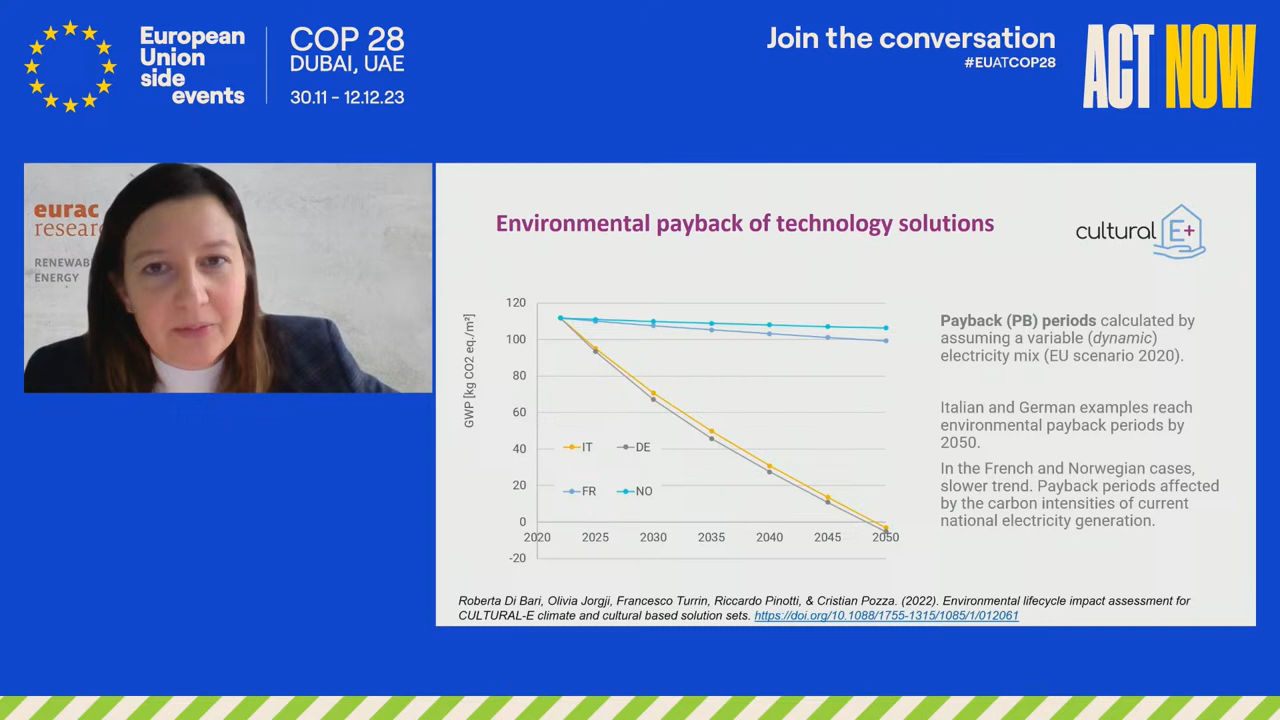 European
Union
side
events
COP 28
DUBAI, UAE
30.11 – 12.12.23
Join the conversation
#EUATCOP28
ACT NOW
eurac
research
RENEWABLE
ENERGY
Environmental payback of technology solutions
cultural E+
GWP [kg CO2 eq./m²]
120
100
80
60
40
20
0
-20
IT DE
FR NO
2020 2025 2030 2035 2040 2045 2050
Payback (PB) periods calculated by
assuming a variable (dynamic)
electricity mix (EU scenario 2020).
Italian and German examples reach
environmental payback periods by
2050.
In the French and Norwegian cases,
slower trend. Payback periods affected
by the carbon intensities of current
national electricity generation.
Roberta Di Bari, Olivia Jorgji, Francesco Turrin, Riccardo Pinotti, & Cristian Pozza. (2022). Environmental lifecycle impact assessment for
CULTURAL-E climate and cultural based solution sets. https://doi.org/10.1088/1755-1315/1085/1/012061